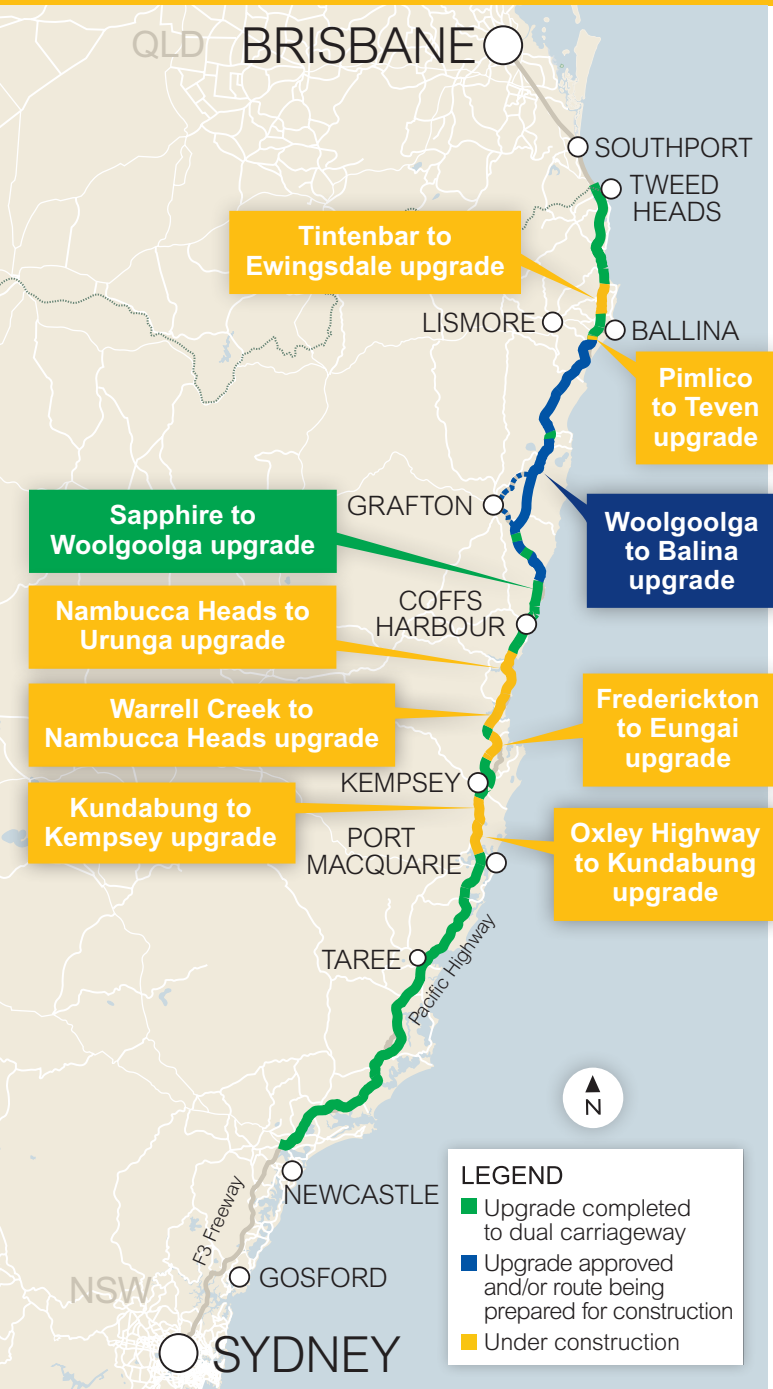 QLD
BRISBANE
SOUTHPORT
TWEED
HEADS
Tintenbar to
Ewingsdale upgrade
LISMORE
BALLINA
Pimlico
to Teven
upgrade
GRAFTON
Sapphire to
Woolgoolga upgrade
Woolgoolga
to Balina
upgrade
Nambucca Heads to
Urunga upgrade
COFFS
HARBOUR
Warrell Creek to
Nambucca Heads upgrade
Frederickton
to Eungai
upgrade
KEMPSEY
Kundabung to
Kempsey upgrade
PORT
MACQUARIE
Oxley Highway
to Kundabung
upgrade
TAREE
Pacific Highway
N
NEWCASTLE
F3 Freeway
GOSFORD
NSW
SYDNEY
LEGEND
Upgrade completed
to dual carriageway
Upgrade approved
and/or route being
prepared for construction
Under construction